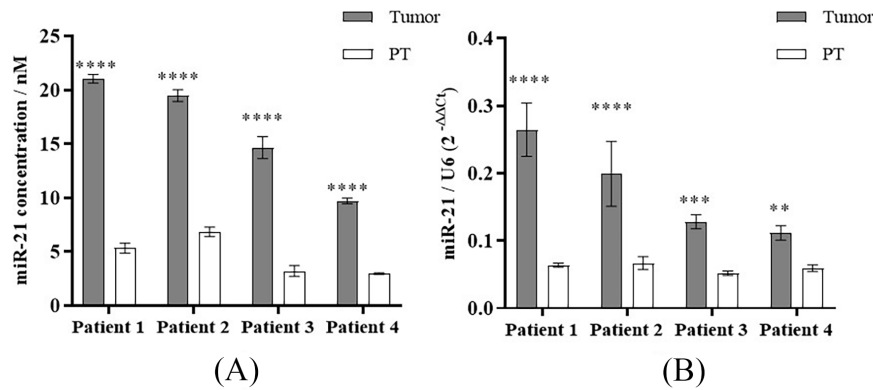 Tumor
PT
miR-21 concentration / nM
25
20
15
10
5
0
****
****
****
****
Patient 1 Patient 2 Patient 3 Patient 4
(A)
Tumor
PT
miR-21 / U6 (2 -ΔΔCt)
0.4
0.3
0.2
0.1
0.0
****
****
***
**
Patient 1 Patient 2 Patient 3 Patient 4
(B)